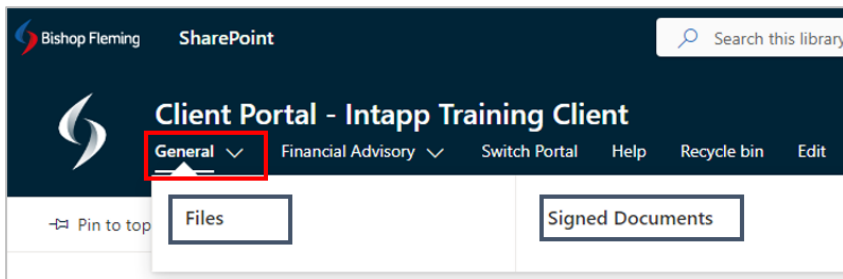 Bishop Fleming SharePoint Search this library
Client Portal - Intapp Training Client
General Financial Advisory Switch Portal Help Recycle bin Edit
Files Signed Documents
Pin to top